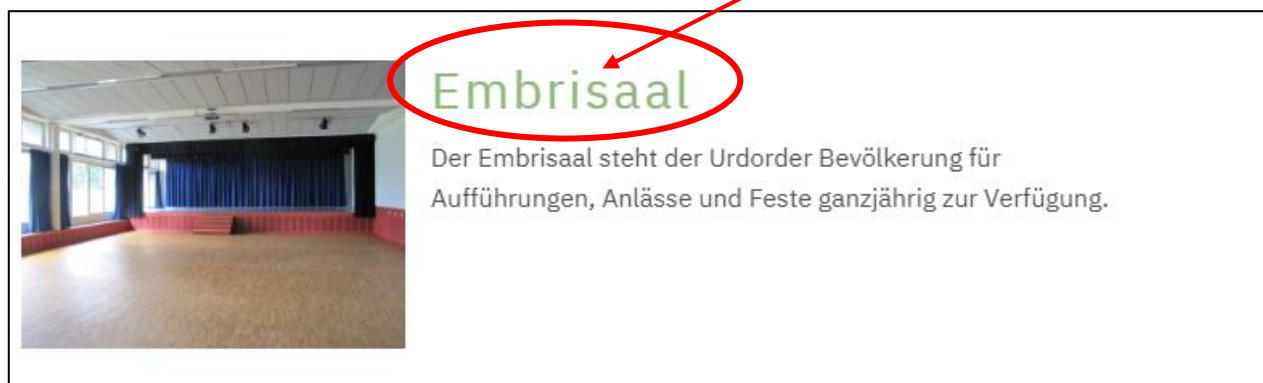 Embrisaal
Der Embrisaal steht der Urdorder Bevölkerung für
Aufführungen, Anlässe und Feste ganzjährig zur Verfügung.